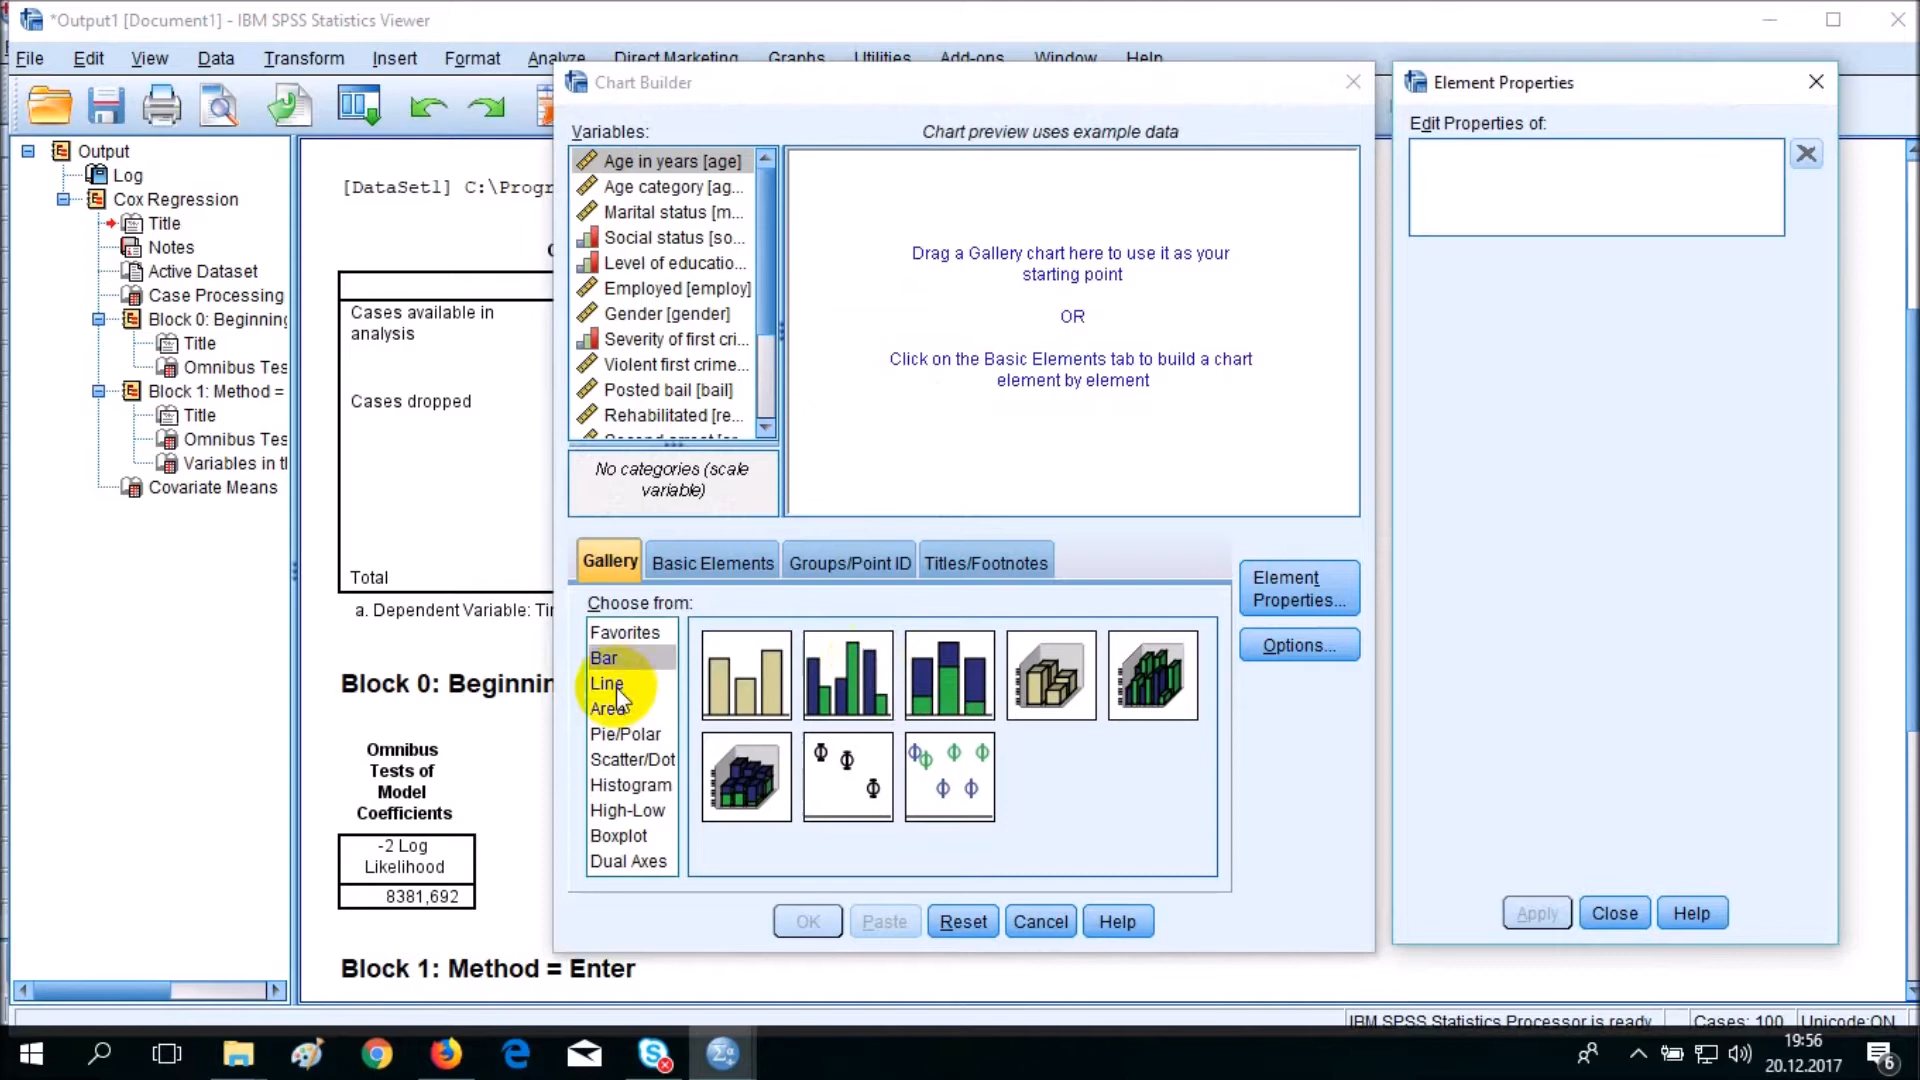 *Output1 [Document1] - IBM SPSS Statistics Viewer
File Edit View Data Transform Insert Format Analyze Direct Marketing Graphs Utilities Add-ons Window Help
Output
Log
Cox Regression
Title
Notes
Active Dataset
Case Processing
Block 0: Beginning
Title
Omnibus Tes
Block 1: Method =
Title
Omnibus Tes
Variables in t
Covariate Means
[DataSet1] C:\Progr
Cases available in
analysis
Cases dropped
Total
a. Dependent Variable: Tir
Block 0: Beginnin
Omnibus
Tests of
Model
Coefficients
-2 Log
Likelihood
8381,692
Block 1: Method = Enter
Chart Builder
Variables:
Chart preview uses example data
Age in years [age]
Age category [ag...
Marital status [m...
Social status [so...
Level of educatio...
Employed [employ]
Gender [gender]
Severity of first cri...
Violent first crime...
Posted bail [bail]
Rehabilitated [re...
No categories (scale
variable)
Drag a Gallery chart here to use it as your
starting point
OR
Click on the Basic Elements tab to build a chart
element by element
Gallery Basic Elements Groups/Point ID Titles/Footnotes
Choose from:
Favorites
Bar
Line
Area
Pie/Polar
Scatter/Dot
Histogram
High-Low
Boxplot
Dual Axes
Element
Properties...
Options...
OK Paste Reset Cancel Help
Element Properties
Edit Properties of:
Apply Close Help
IBM SPSS Statistics Processor is ready Cases: 100 Unicode:ON
19:56
20.12.2017
6